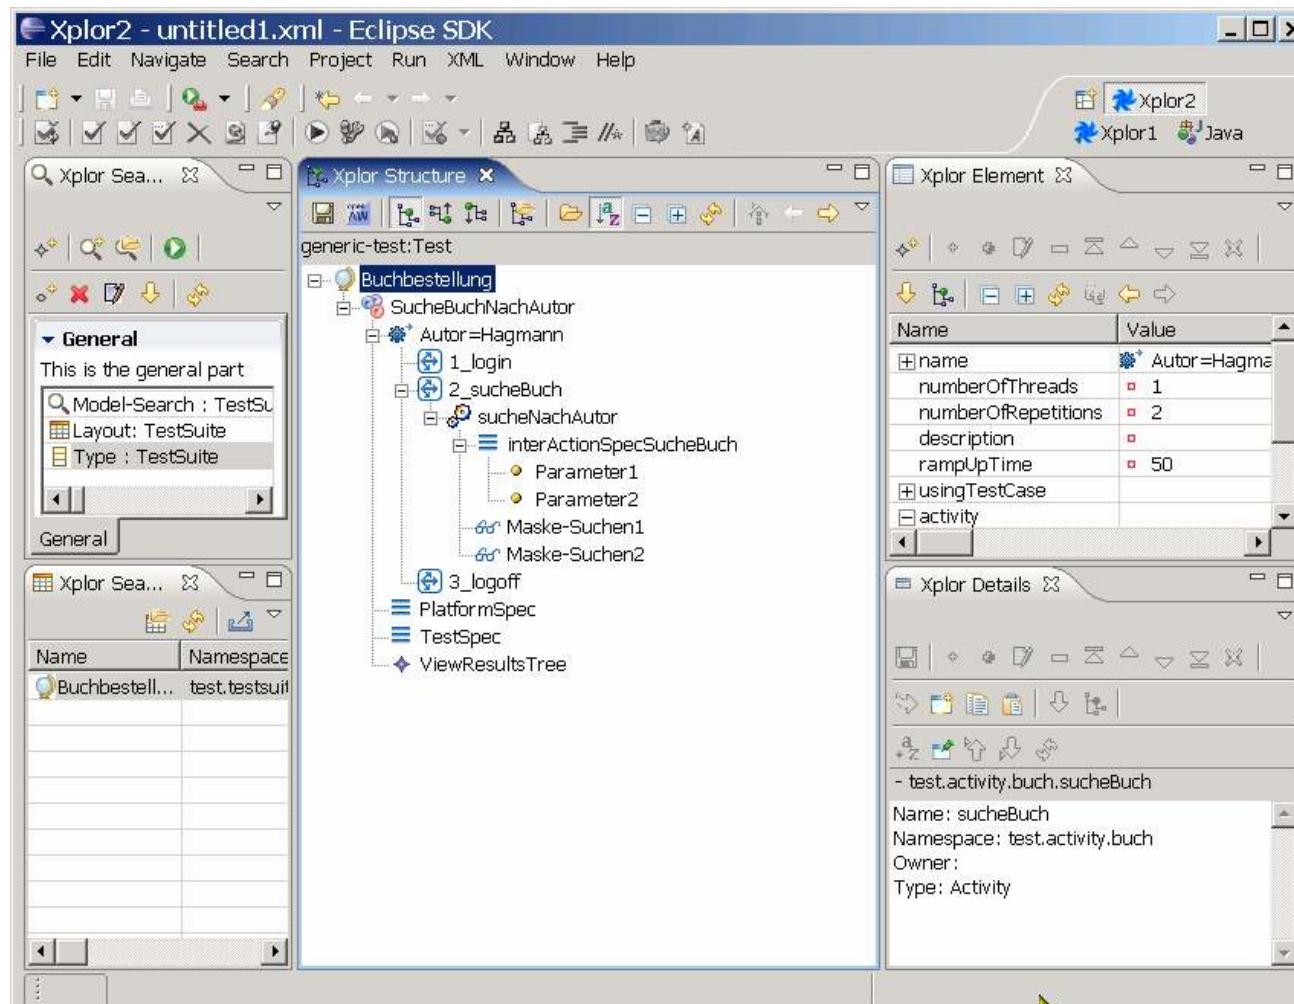 Xplor2 - untitled1.xml - Eclipse SDK
File Edit Navigate Search Project Run XML Window Help
Xplor2
Xplor1 Java
Xplor Sea...
General
This is the general part
Model-Search : TestSu
Layout: TestSuite
Type : TestSuite
General
Xplor Sea...
Name Namespace
Buchbestell... test.testsuit
Xplor Structure
generic-test:Test
Buchbestellung
SucheBuchNachAutor
Autor=Hagmann
1_login
2_sucheBuch
sucheNachAutor
interActionSpecSucheBuch
Parameter1
Parameter2
Maske-Suchen1
Maske-Suchen2
3_logoff
PlatformSpec
TestSpec
ViewResultsTree
Xplor Element
Name Value
name Autor=Hagma
numberOfThreads 1
numberOfRepetitions 2
description
rampUpTime 50
usingTestCase
activity
Xplor Details
- test.activity.buch.sucheBuch
Name: sucheBuch
Namespace: test.activity.buch
Owner:
Type: Activity